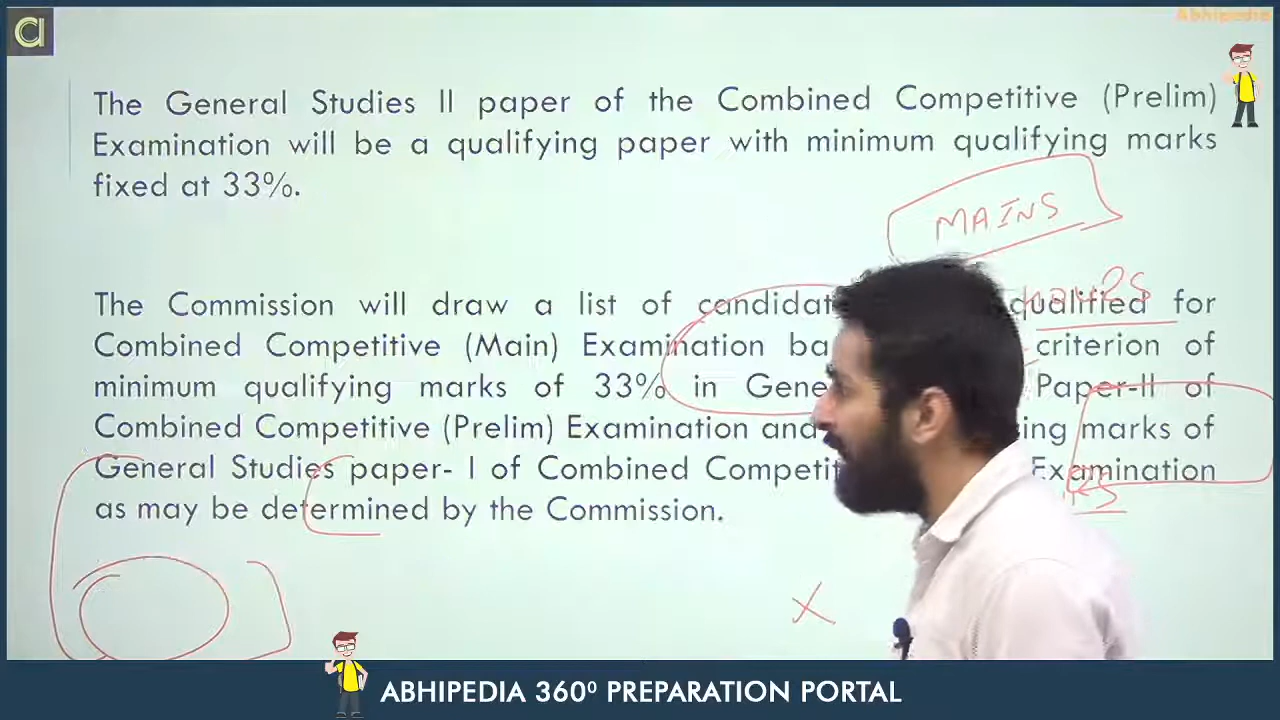 Abhipedia
The General Studies II paper of the Combined Competitive (Prelim)
Examination will be a qualifying paper with minimum qualifying marks
fixed at 33%.
MAINS
The Commission will draw a list of candidat qualified for
Combined Competitive (Main) Examination ba criterion of
minimum qualifying marks of 33% in Gene Paper-II of
Combined Competitive (Prelim) Examination and ing marks of
General Studies paper- I of Combined Competit Examination
as may be determined by the Commission.
ABHIPEDIA 360⁰ PREPARATION PORTAL